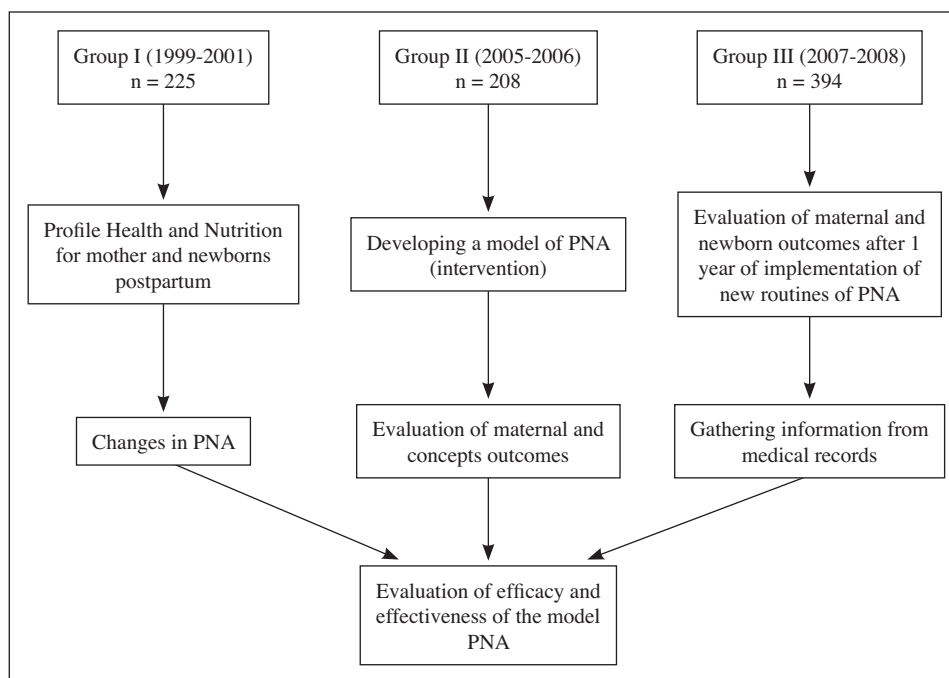 Group I (1999-2001)
n = 225
Group II (2005-2006)
n = 208
Group III (2007-2008)
n = 394
Profile Health and Nutrition
for mother and newborns
postpartum
Developing a model of PNA
(intervention)
Evaluation of maternal and
newborn outcomes after 1
year of implementation of
new routines of PNA
Changes in PNA
Evaluation of maternal and
concepts outcomes
Gathering information from
medical records
Evaluation of efficacy and
effectiveness of the model
PNA